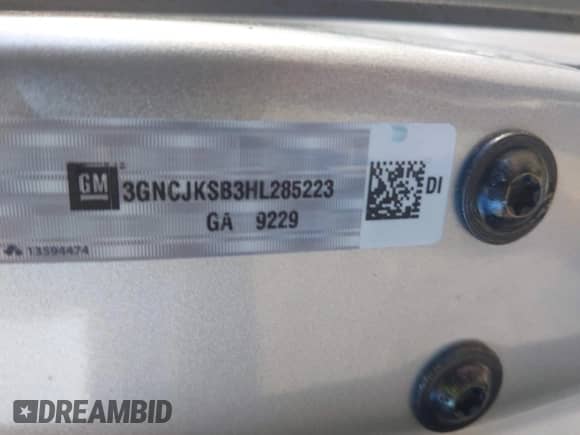 GM 3GNCJKSB3HL285223 DI
GA 9229
13594474
DREAMBID